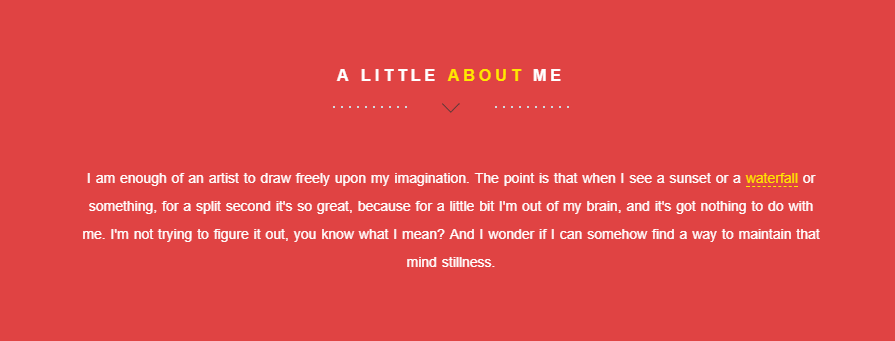 A LITTLE ABOUT ME
I am enough of an artist to draw freely upon my imagination. The point is that when I see a sunset or a waterfall or
something, for a split second it's so great, because for a little bit I'm out of my brain, and it's got nothing to do with
me. I'm not trying to figure it out, you know what I mean? And I wonder if I can somehow find a way to maintain that
mind stillness.